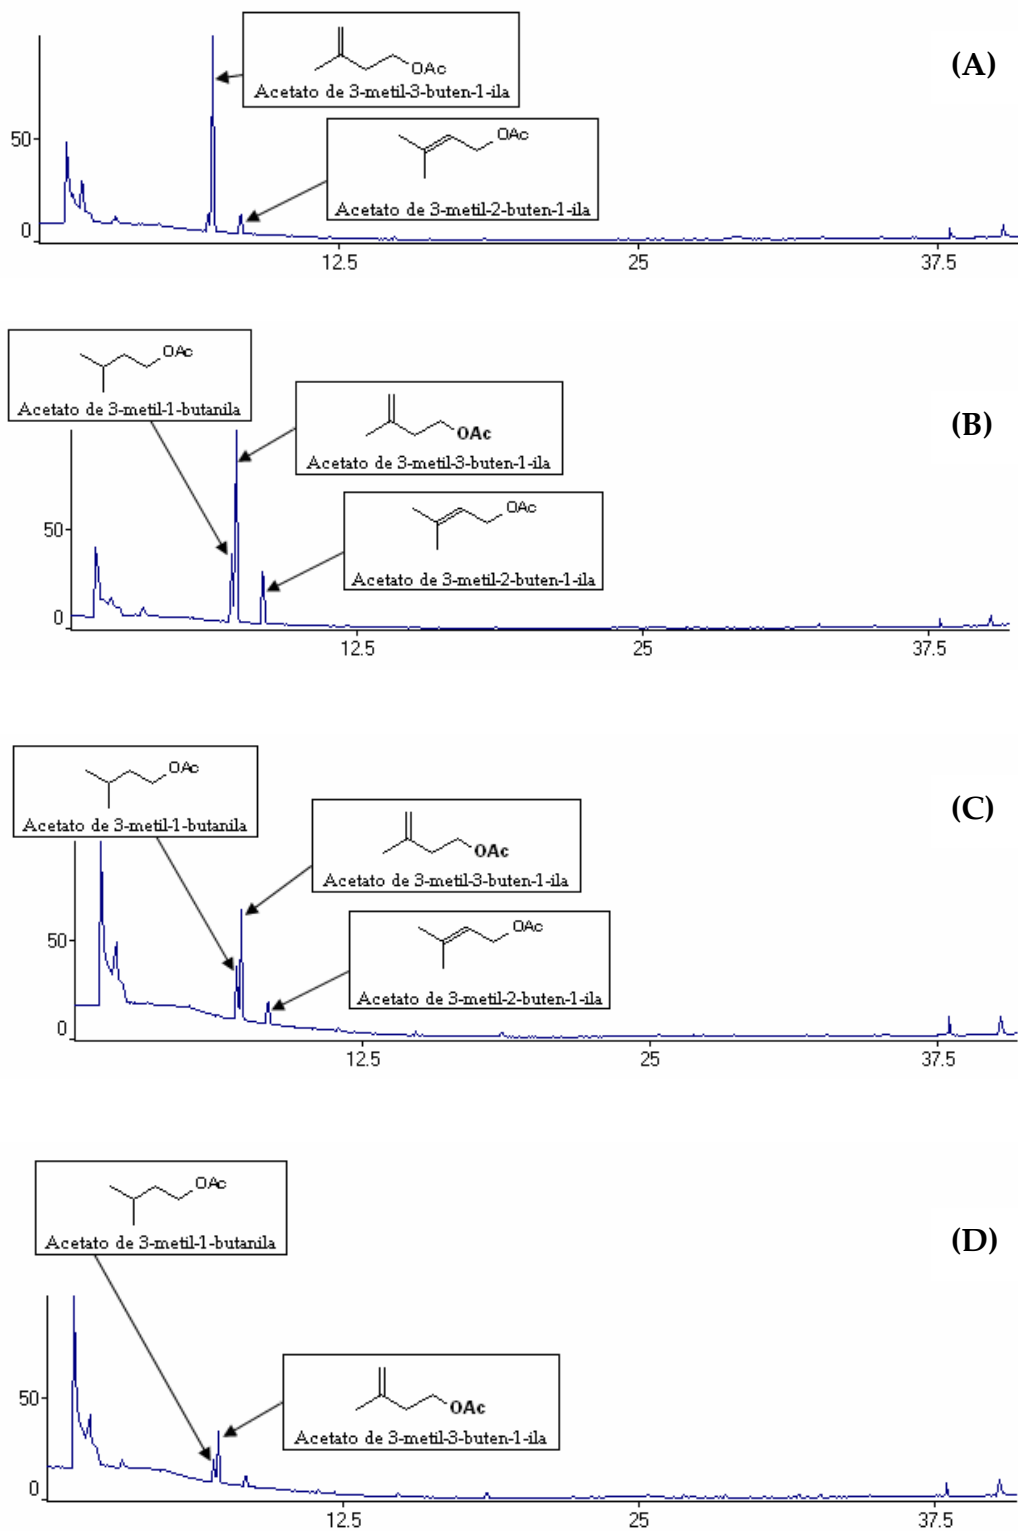 (A)
OAc
Acetato de 3-metil-3-buten-1-ila
OAc
Acetato de 3-metil-2-buten-1-ila
50
0
12.5
25
37.5
(B)
OAc
Acetato de 3-metil-1-butanila
OAc
Acetato de 3-metil-3-buten-1-ila
OAc
Acetato de 3-metil-2-buten-1-ila
50
0
12.5
25
37.5
(C)
OAc
Acetato de 3-metil-1-butanila
OAc
Acetato de 3-metil-3-buten-1-ila
OAc
Acetato de 3-metil-2-buten-1-ila
50
0
12.5
25
37.5
(D)
OAc
Acetato de 3-metil-1-butanila
OAc
Acetato de 3-metil-3-buten-1-ila
50
0
12.5
25
37.5